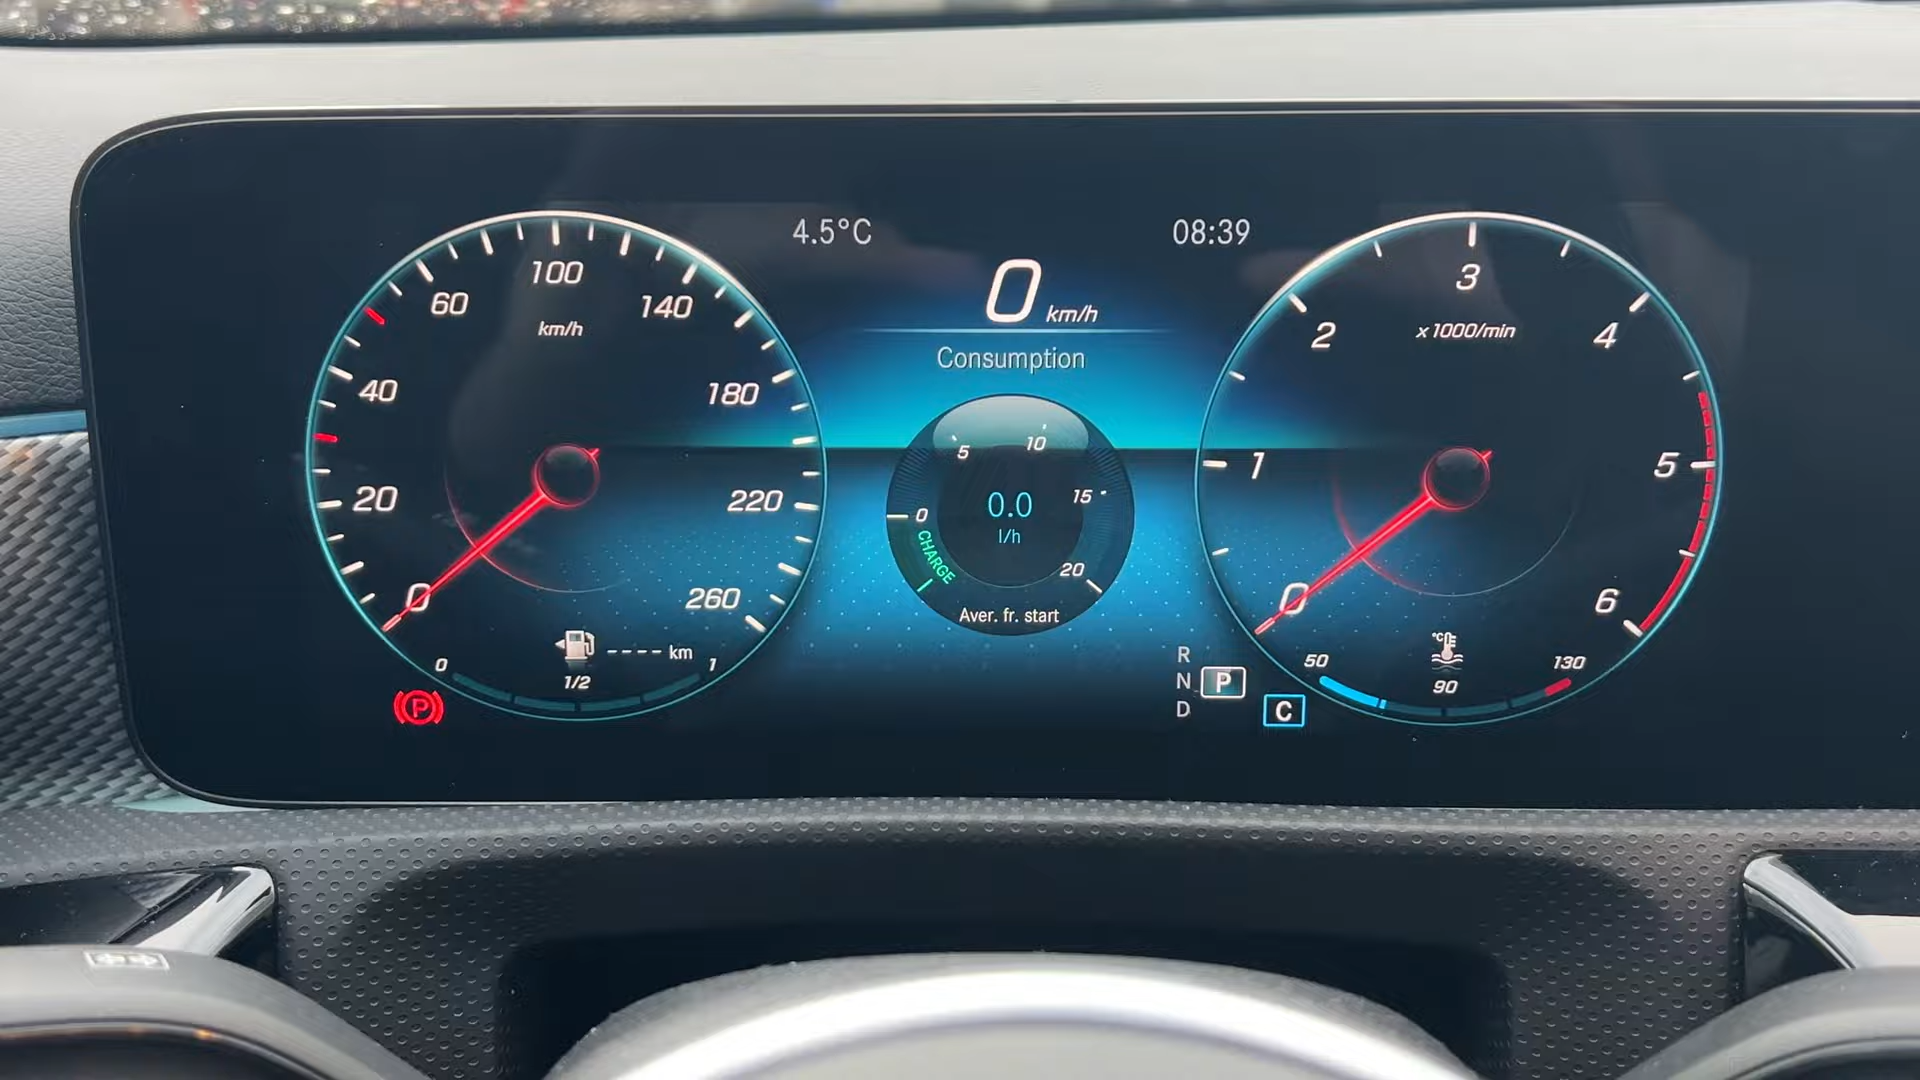 4.5°C
08:39
0 km/h
Consumption
5
10
15
20
0
CHARGE
0.0
l/h
Aver. fr. start
0
20
40
60
100
140
180
220
260
km/h
---- km
0
1/2
1
P
R
N
D
P
C
0
1
2
3
4
5
6
x1000/min
°C
50
90
130